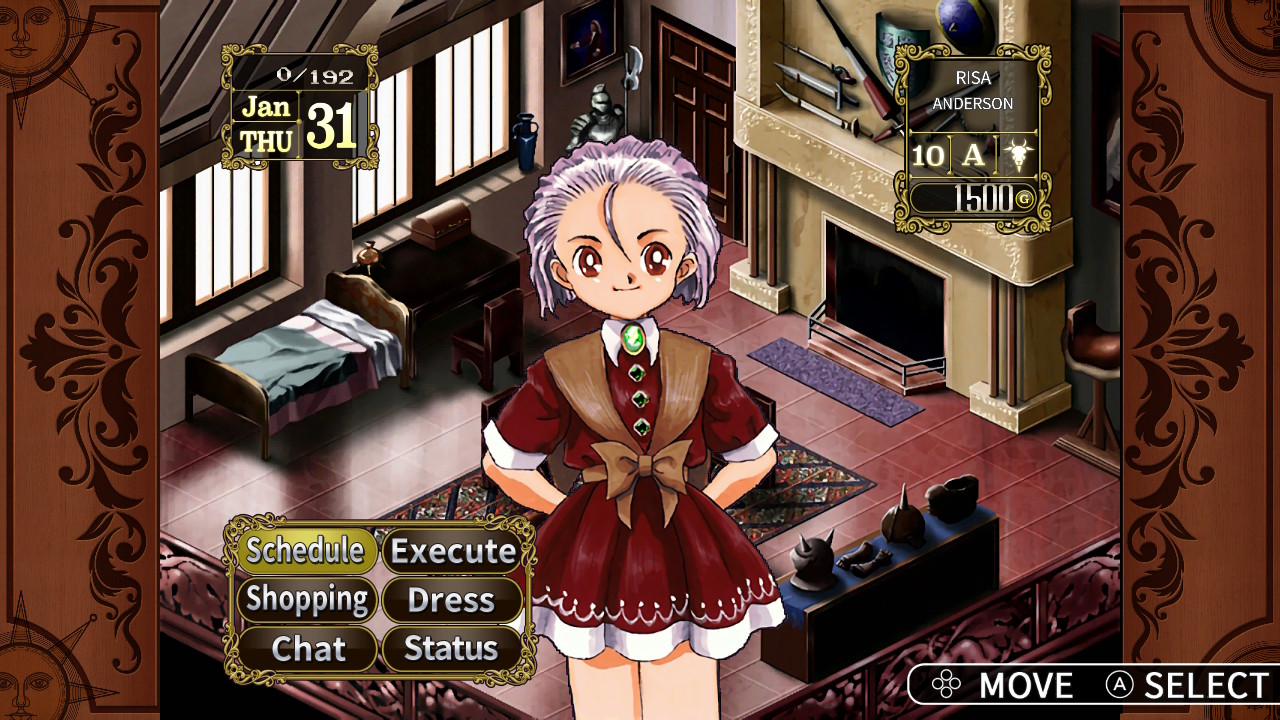 0/192
Jan
THU
31
RISA
ANDERSON
10 A
1500 G
Schedule Execute
Shopping Dress
Chat Status
MOVE A SELECT